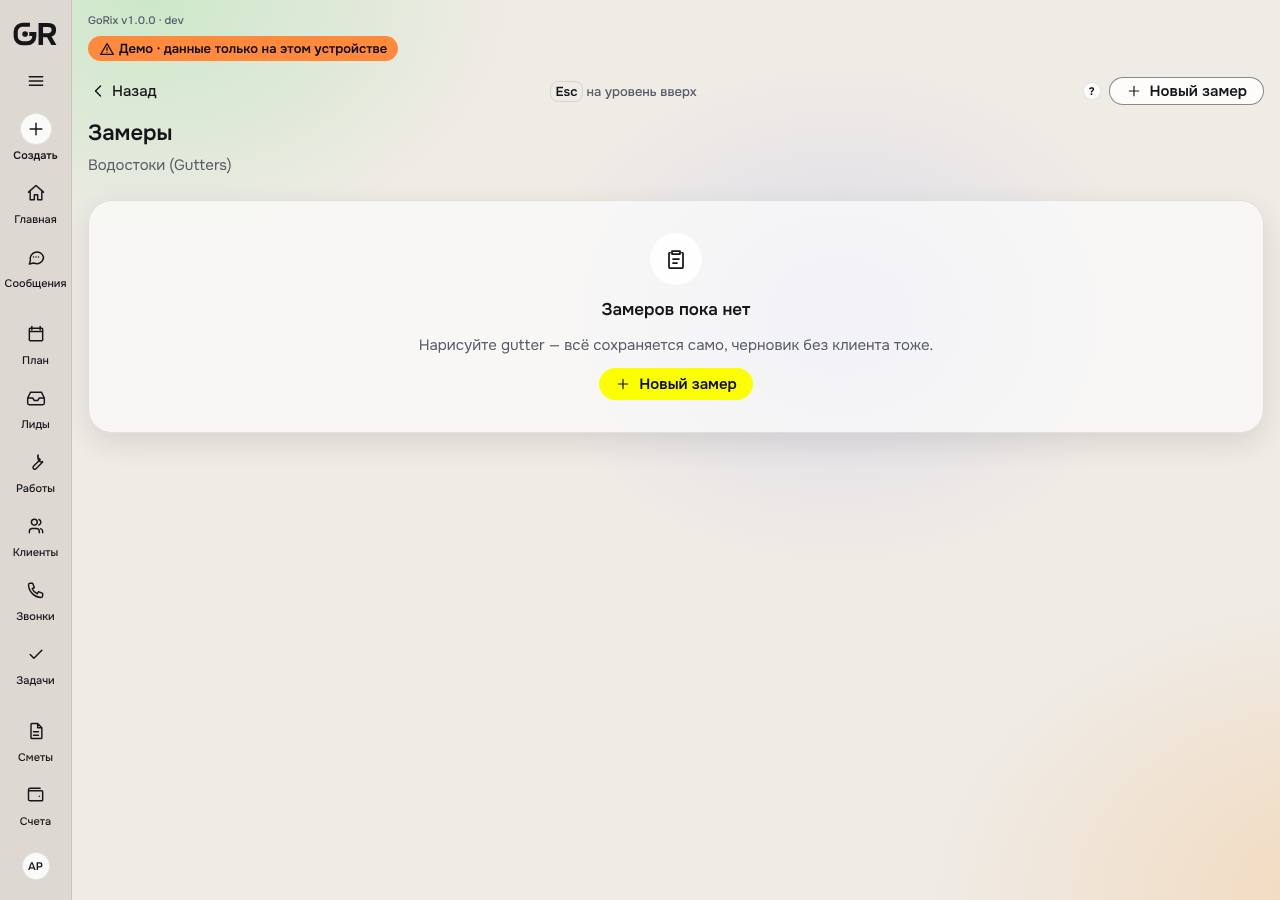 GR
GoRix v1.0.0 · dev
Демо · данные только на этом устройстве
Назад
Esc на уровень вверх
?
Новый замер
Замеры
Водостоки (Gutters)
Замеров пока нет
Нарисуйте gutter — всё сохраняется само, черновик без клиента тоже.
Новый замер
Создать
Главная
Сообщения
План
Лиды
Работы
Клиенты
Звонки
Задачи
Сметы
Счета
AP